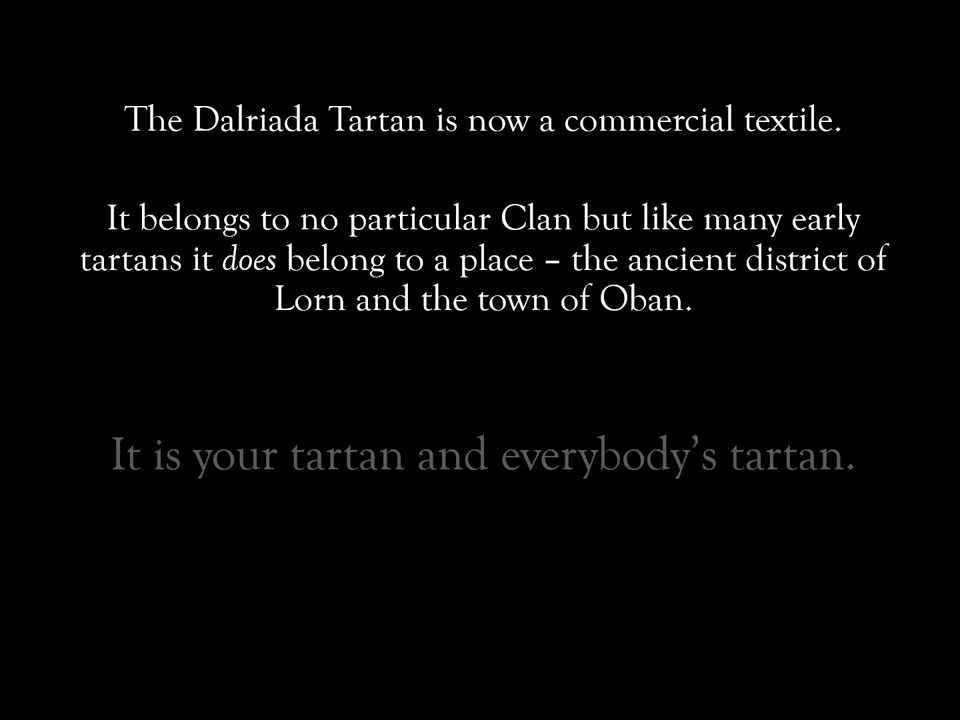 The Dalriada Tartan is now a commercial textile.
It belongs to no particular Clan but like many early
tartans it does belong to a place – the ancient district of
Lorn and the town of Oban.
It is your tartan and everybody’s tartan.